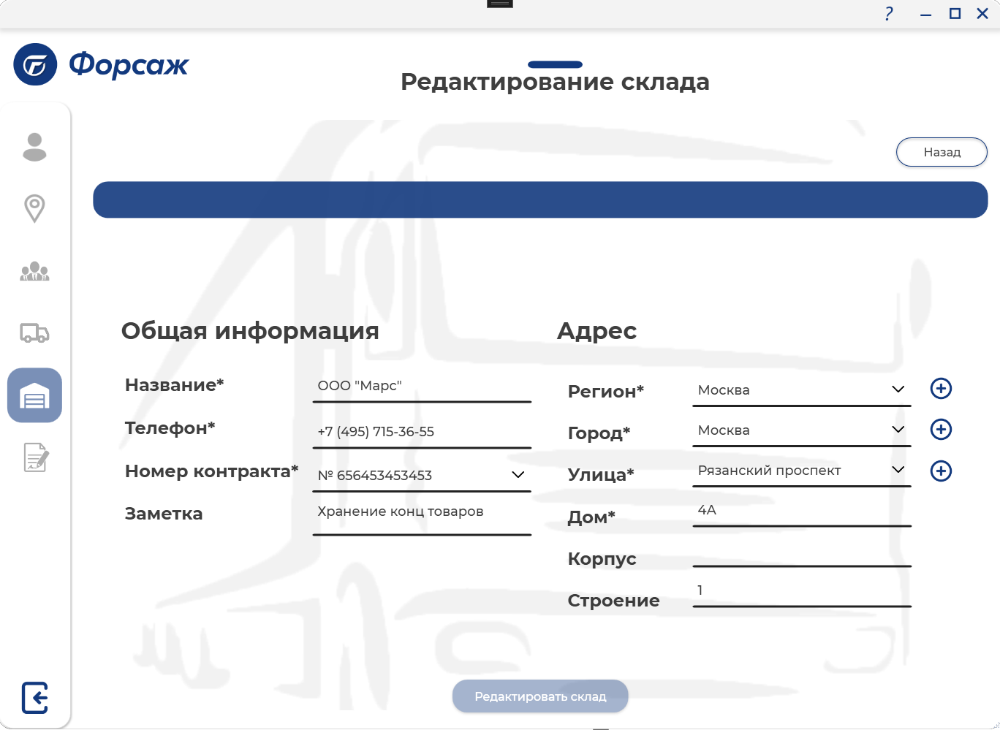 ?
Форсаж
Редактирование склада
Назад
Общая информация
Название*
ООО "Марс"
Телефон*
+7 (495) 715-36-55
Номер контракта*
№ 656453453453
Заметка
Хранение конц товаров
Адрес
Регион*
Москва
Город*
Москва
Улица*
Рязанский проспект
Дом*
4А
Корпус
Строение
1
Редактировать склад